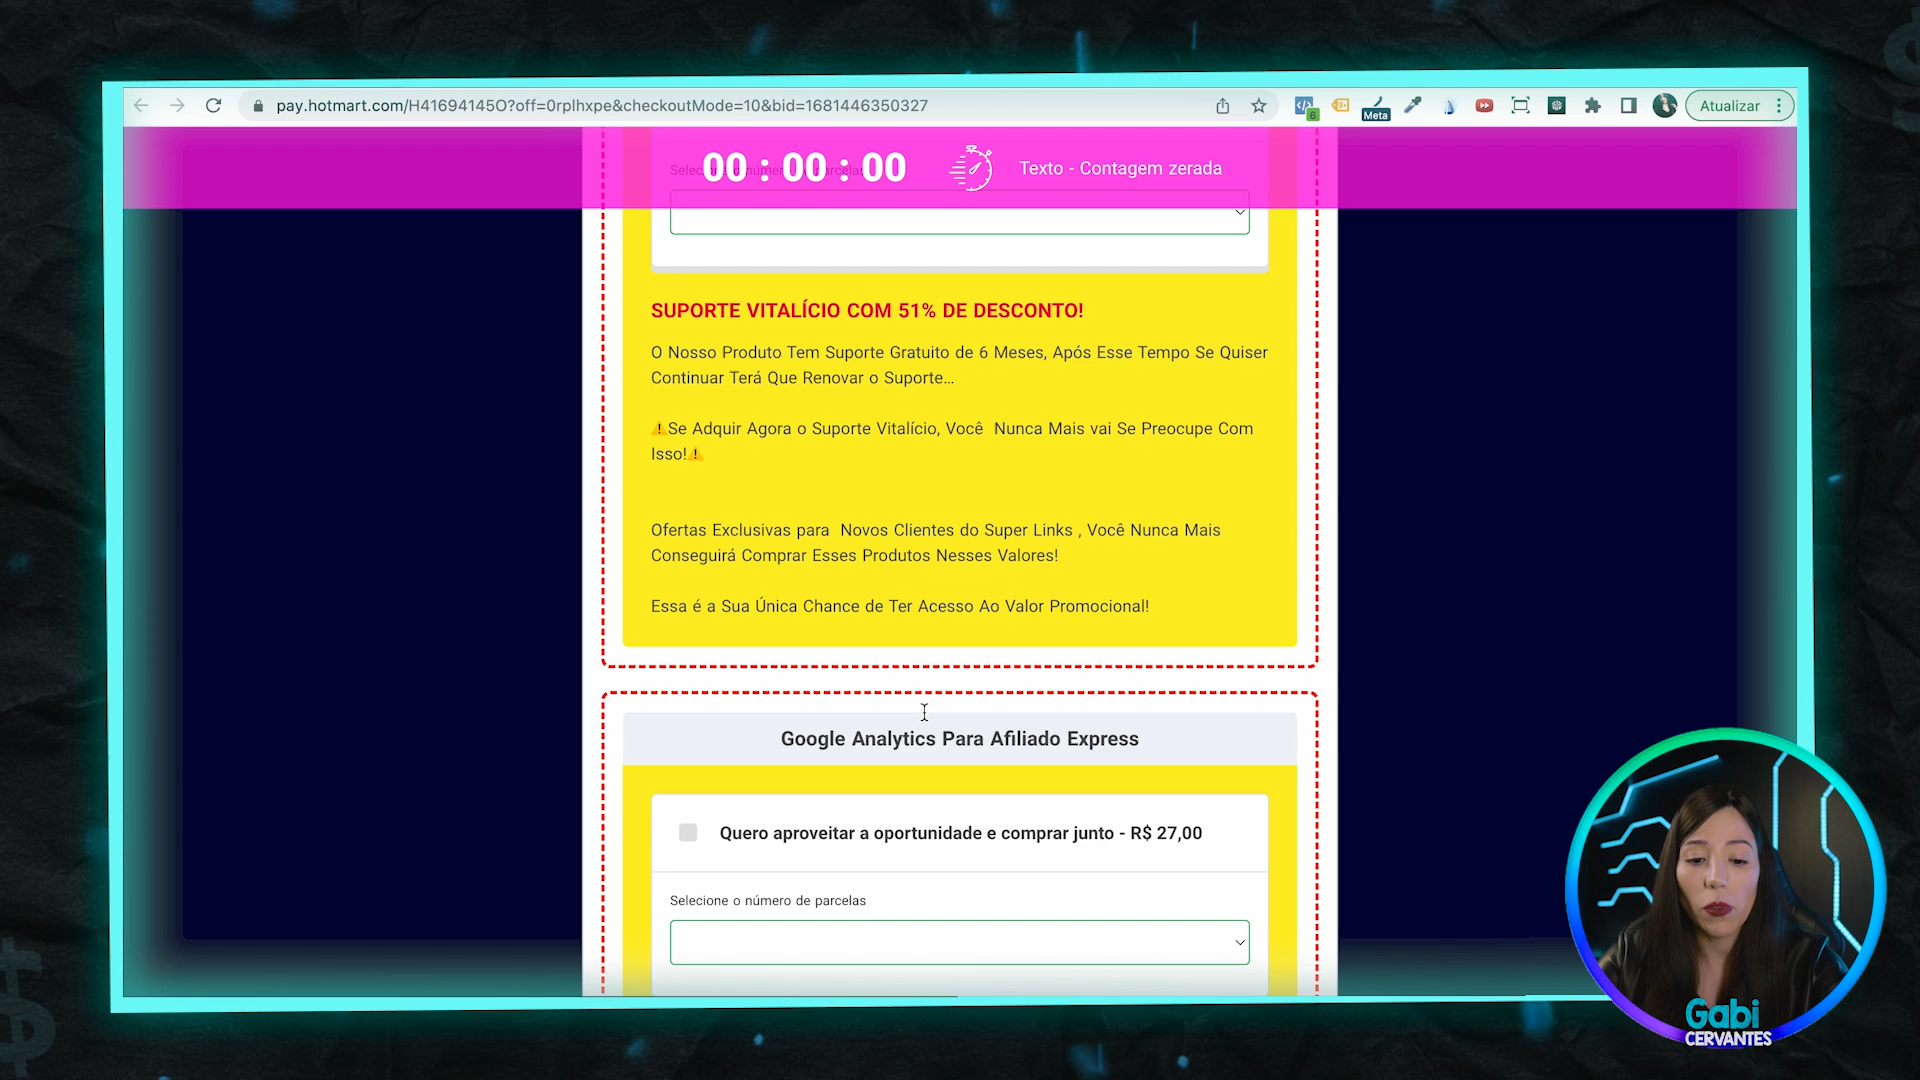 pay.hotmart.com/H41694145O?off=0rplhxpe&checkoutMode=10&bid=1681446350327
6
Meta
Atualizar
00 : 00 : 00
Texto - Contagem zerada
SUPORTE VITALÍCIO COM 51% DE DESCONTO!
O Nosso Produto Tem Suporte Gratuito de 6 Meses, Após Esse Tempo Se Quiser
Continuar Terá Que Renovar o Suporte...
⚠Se Adquir Agora o Suporte Vitalício, Você Nunca Mais vai Se Preocupe Com
Isso!⚠
Ofertas Exclusivas para Novos Clientes do Super Links , Você Nunca Mais
Conseguirá Comprar Esses Produtos Nesses Valores!
Essa é a Sua Única Chance de Ter Acesso Ao Valor Promocional!
Google Analytics Para Afiliado Express
Quero aproveitar a oportunidade e comprar junto - R$ 27,00
Selecione o número de parcelas
Gabi
CERVANTES